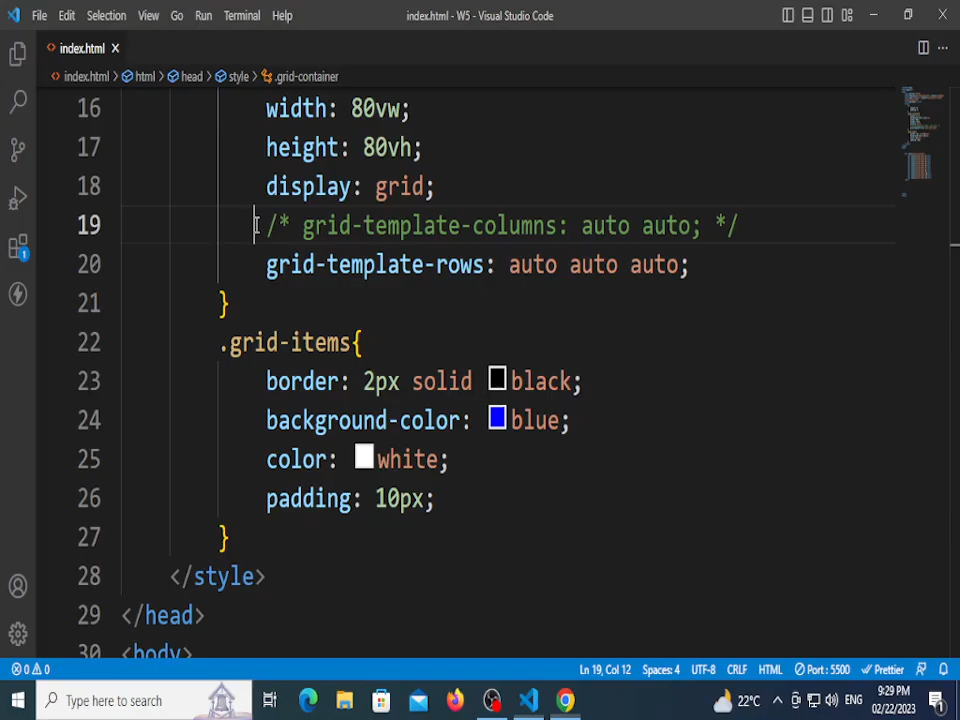 File Edit Selection View Go Run Terminal Help index.html - W5 - Visual Studio Code
index.html
index.html > html > head > style > .grid-container
16 width: 80vw;
17 height: 80vh;
18 display: grid;
19 /* grid-template-columns: auto auto; */
20 grid-template-rows: auto auto auto;
21 }
22 .grid-items{
23 border: 2px solid black;
24 background-color: blue;
25 color: white;
26 padding: 10px;
27 }
28 </style>
29 </head>
30 <body>
1
0 0 Ln 19, Col 12 Spaces: 4 UTF-8 CRLF HTML Port : 5500 Prettier
Type here to search 22°C ENG 9:29 PM
02/22/2023 1